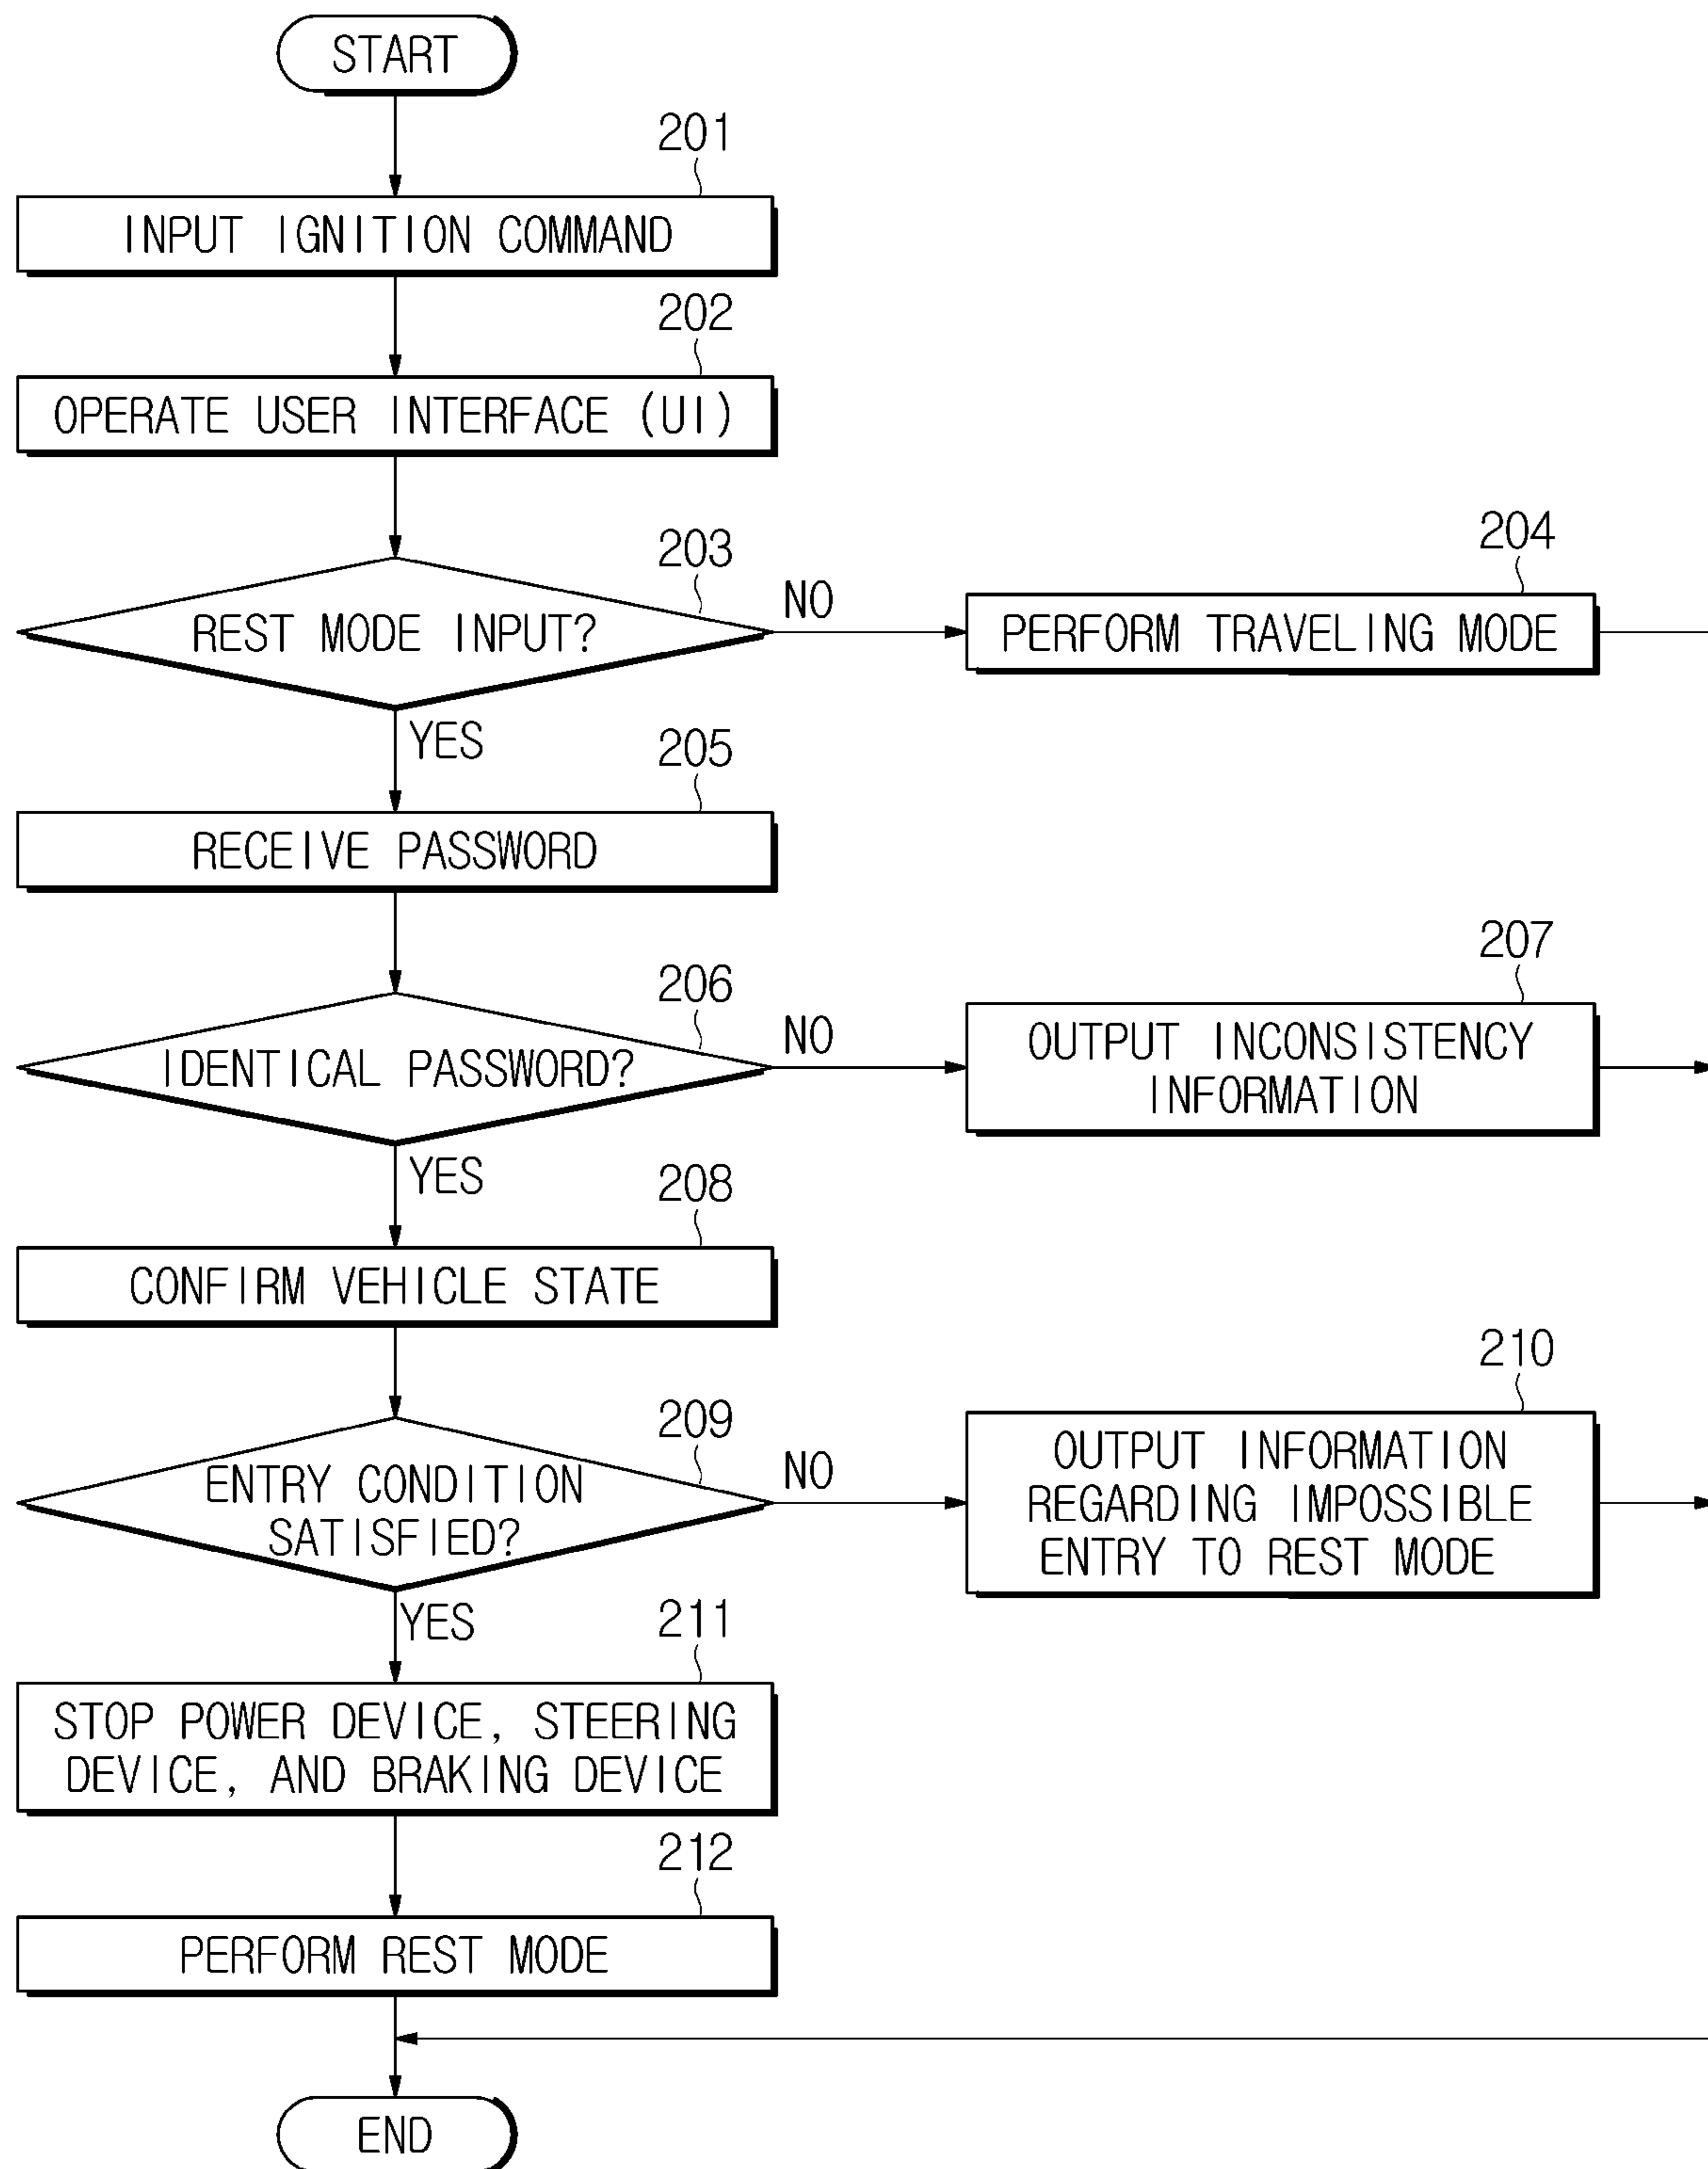 START
201
INPUT IGNITION COMMAND
202
OPERATE USER INTERFACE (UI)
203
REST MODE INPUT?
NO
204
PERFORM TRAVELING MODE
YES
205
RECEIVE PASSWORD
206
IDENTICAL PASSWORD?
NO
207
OUTPUT INCONSISTENCY
INFORMATION
YES
208
CONFIRM VEHICLE STATE
209
ENTRY CONDITION
SATISFIED?
NO
210
OUTPUT INFORMATION
REGARDING IMPOSSIBLE
ENTRY TO REST MODE
YES
211
STOP POWER DEVICE, STEERING
DEVICE, AND BRAKING DEVICE
212
PERFORM REST MODE
END